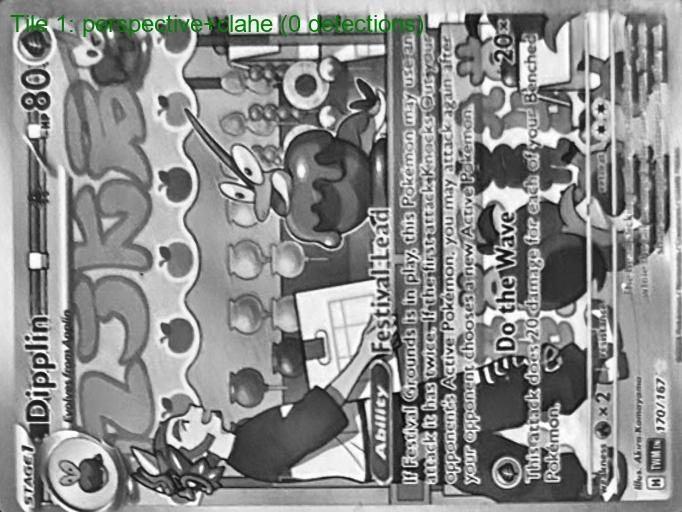 STAGE 1
Dipplin
HP 80
Evolves from Applin
Ability Festival Lead
If Festival Grounds is in play, this Pokémon may use an
attack it has twice. If the first attack Knocks Out your
opponent's Active Pokémon, you may attack again after
your opponent chooses a new Active Pokémon.
Do the Wave 20×
This attack does 20 damage for each of your Benched
Pokémon.
weakness ×2 resistance retreat
Illus. Akira Komayama
H TWM EN 170/167
Tile 1: perspective+clahe (0 detections)